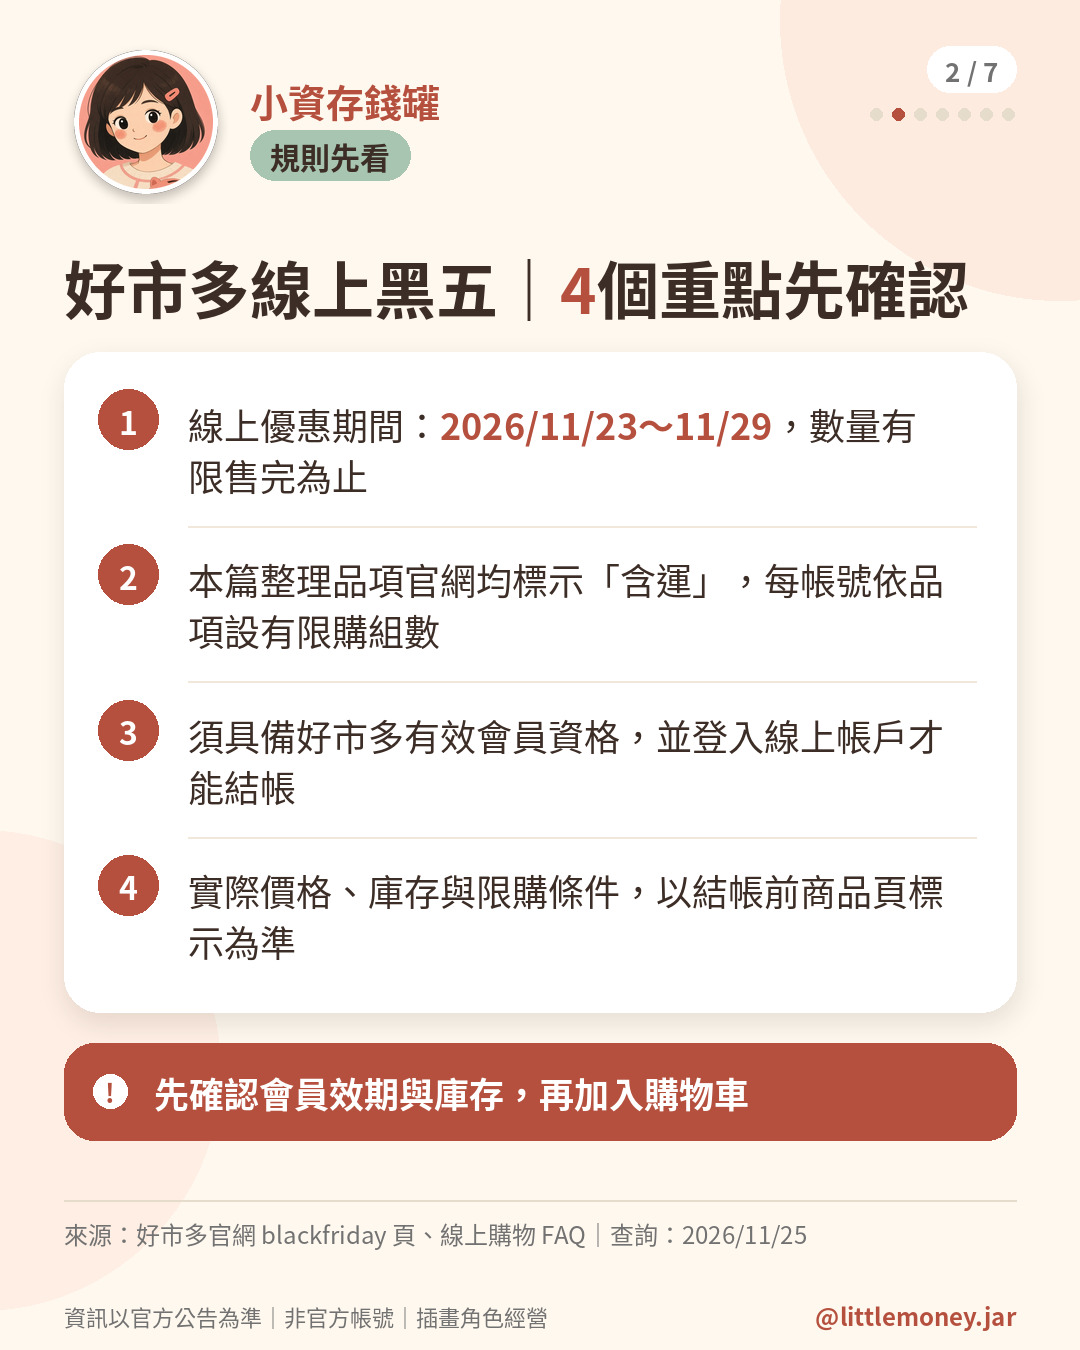 小資存錢罐
規則先看
2 / 7
好市多線上黑五｜4個重點先確認
1
線上優惠期間：2026/11/23～11/29，數量有
限售完為止
2
本篇整理品項官網均標示「含運」，每帳號依品
項設有限購組數
3
須具備好市多有效會員資格，並登入線上帳戶才
能結帳
4
實際價格、庫存與限購條件，以結帳前商品頁標
示為準
! 先確認會員效期與庫存，再加入購物車
來源：好市多官網 blackfriday 頁、線上購物 FAQ｜查詢：2026/11/25
資訊以官方公告為準｜非官方帳號｜插畫角色經營
@littlemoney.jar